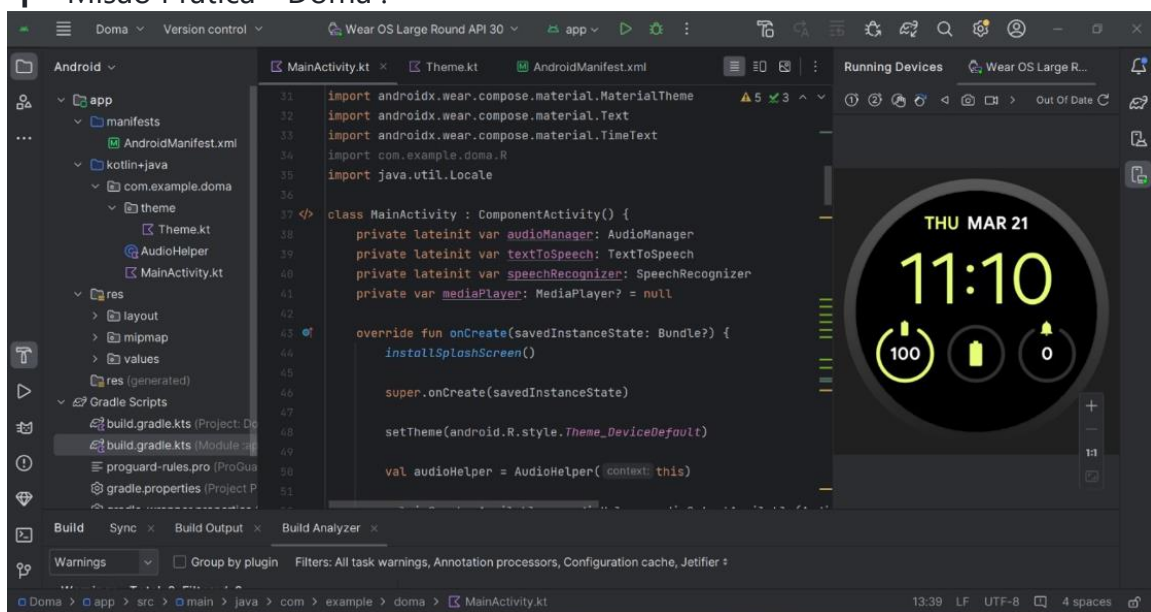 Misão Prática - Doma .
Doma
Version control
Wear OS Large Round API 30
app
Android
MainActivity.kt
Theme.kt
AndroidManifest.xml
Running Devices
Wear OS Large R...
app
manifests
AndroidManifest.xml
kotlin+java
com.example.doma
theme
Theme.kt
AudioHelper
MainActivity.kt
res
layout
mipmap
values
res (generated)
Gradle Scripts
build.gradle.kts (Project: Do
build.gradle.kts (Module :ap
proguard-rules.pro (ProGua
gradle.properties (Project P
5 3
31 import androidx.wear.compose.material.MaterialTheme
32 import androidx.wear.compose.material.Text
33 import androidx.wear.compose.material.TimeText
34 import com.example.doma.R
35 import java.util.Locale
36
37 class MainActivity : ComponentActivity() {
38 private lateinit var audioManager: AudioManager
39 private lateinit var textToSpeech: TextToSpeech
40 private lateinit var speechRecognizer: SpeechRecognizer
41 private var mediaPlayer: MediaPlayer? = null
42
43 override fun onCreate(savedInstanceState: Bundle?) {
44 installSplashScreen()
45
46 super.onCreate(savedInstanceState)
47
48 setTheme(android.R.style.Theme_DeviceDefault)
49
50 val audioHelper = AudioHelper( context: this)
51
Out Of Date
THU MAR 21
11:10
100
0
1:1
Build
Sync
Build Output
Build Analyzer
Warnings
Group by plugin
Filters: All task warnings, Annotation processors, Configuration cache, Jetifier
Doma > app > src > main > java > com > example > doma > MainActivity.kt
13:39 LF UTF-8 4 spaces